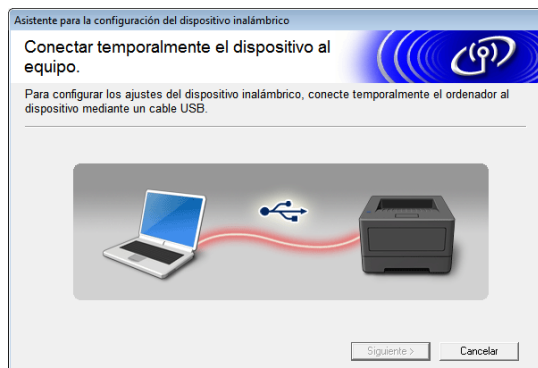 Asistente para la configuración del dispositivo inalámbrico
Conectar temporalmente el dispositivo al
equipo.
Para configurar los ajustes del dispositivo inalámbrico, conecte temporalmente el ordenador al
dispositivo mediante un cable USB.
Siguiente >
Cancelar